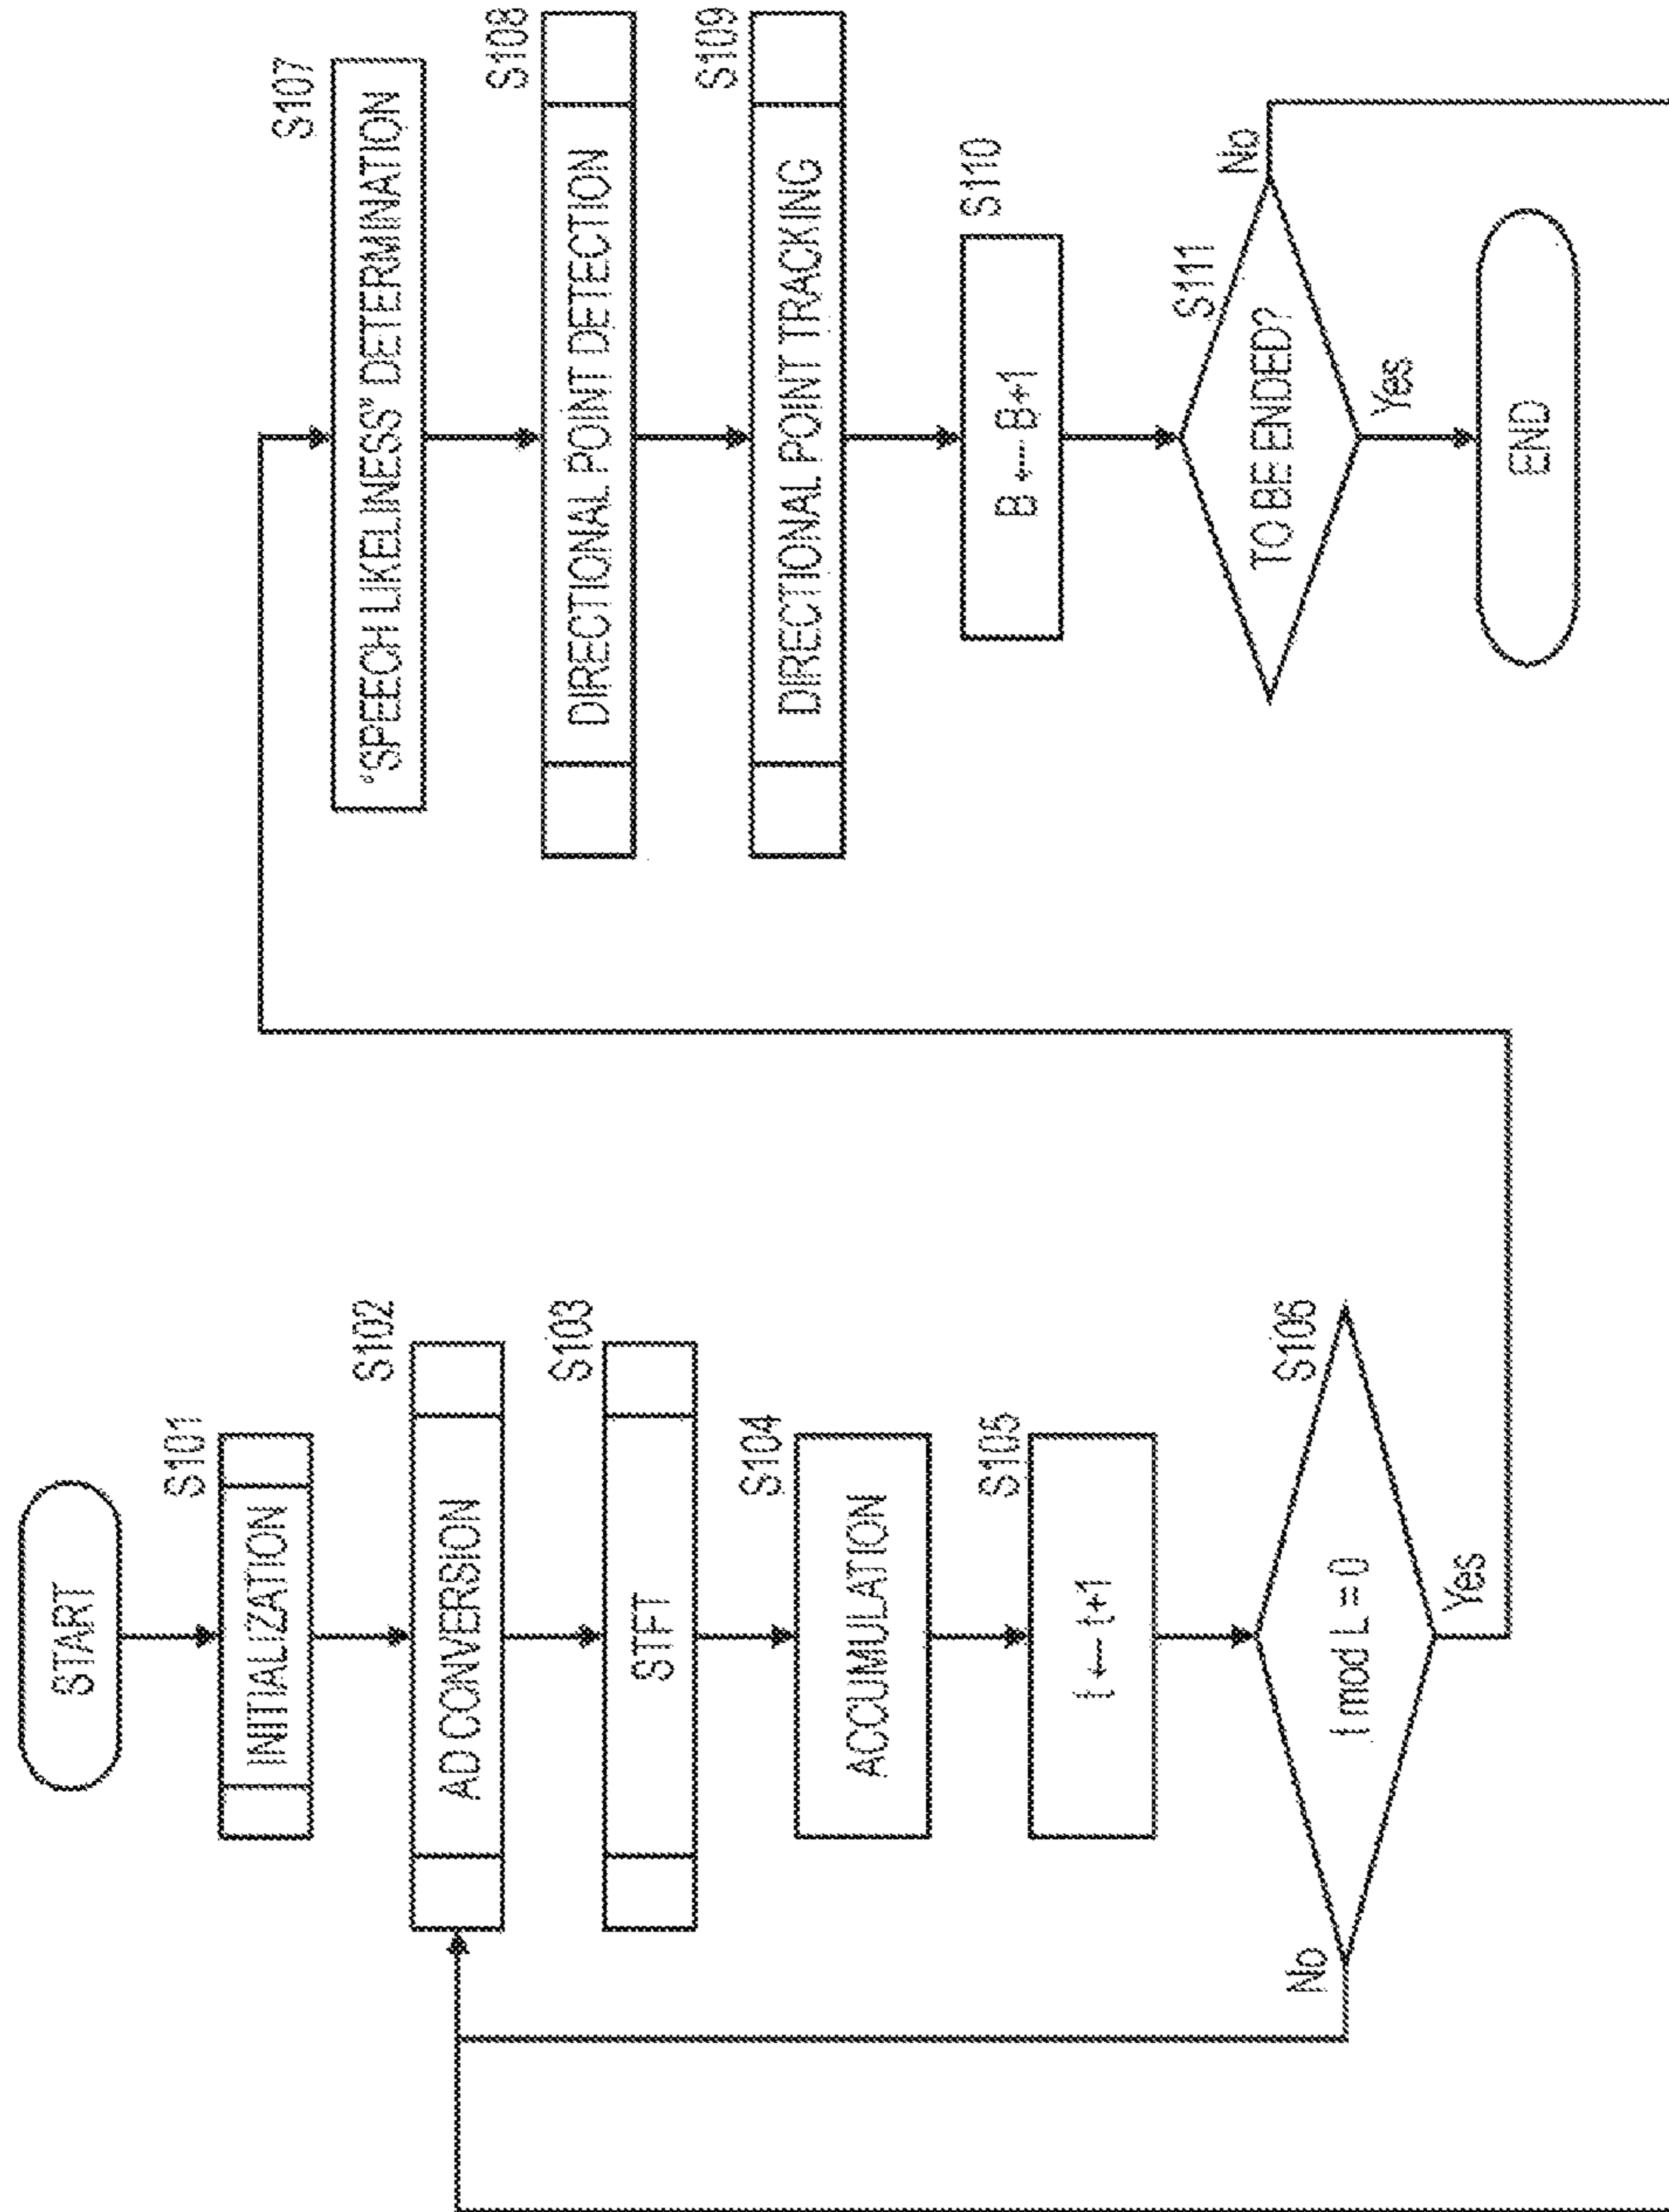 START
S101
INITIALIZATION
S102
AD CONVERSION
S103
STFT
S104
ACCUMULATION
S105
t ← t+1
S106
t mod L = 0
No
Yes
S107
"SPEECH LIKELINESS" DETERMINATION
S108
DIRECTIONAL POINT DETECTION
S109
DIRECTIONAL POINT TRACKING
S110
B ← B+1
S111
TO BE ENDED?
No
Yes
END